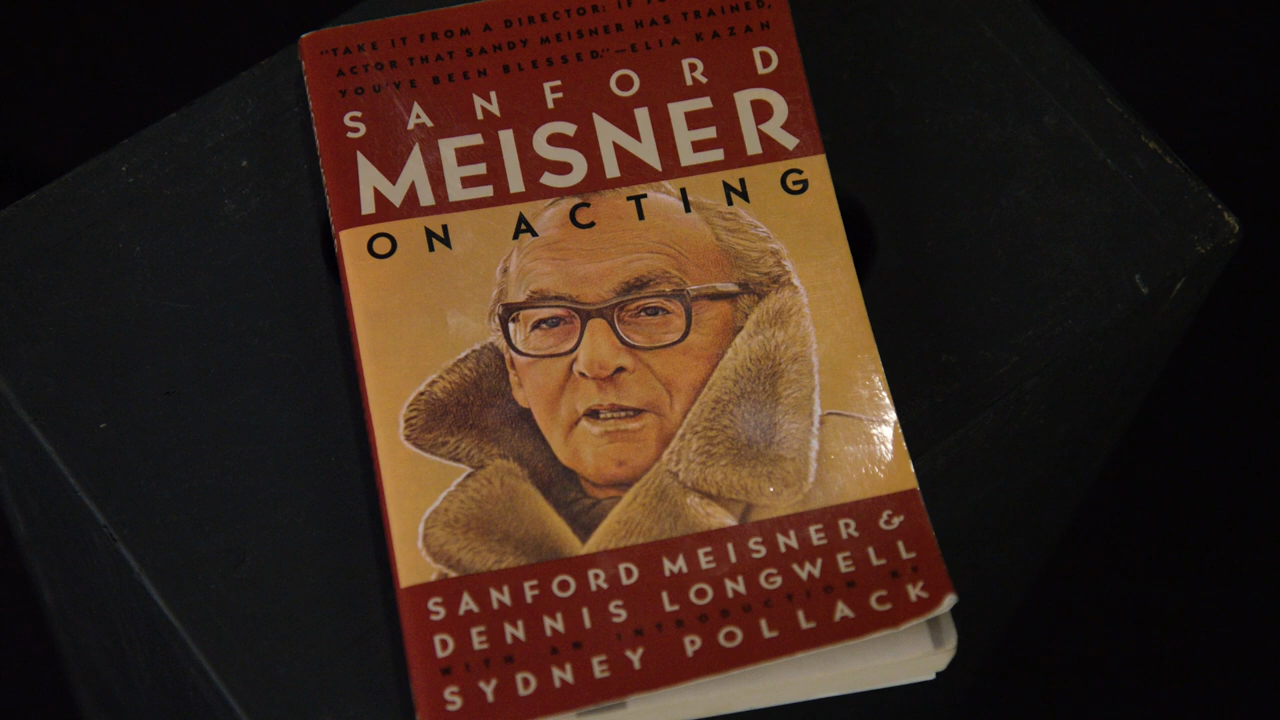 "TAKE IT FROM A DIRECTOR: IF
ACTOR THAT SANDY MEISNER HAS TRAINED,
YOU'VE BEEN BLESSED."—ELIA KAZAN
SANFORD
MEISNER
ON ACTING
SANFORD MEISNER &
DENNIS LONGWELL
WITH AN INTRODUCTION BY
SYDNEY POLLACK